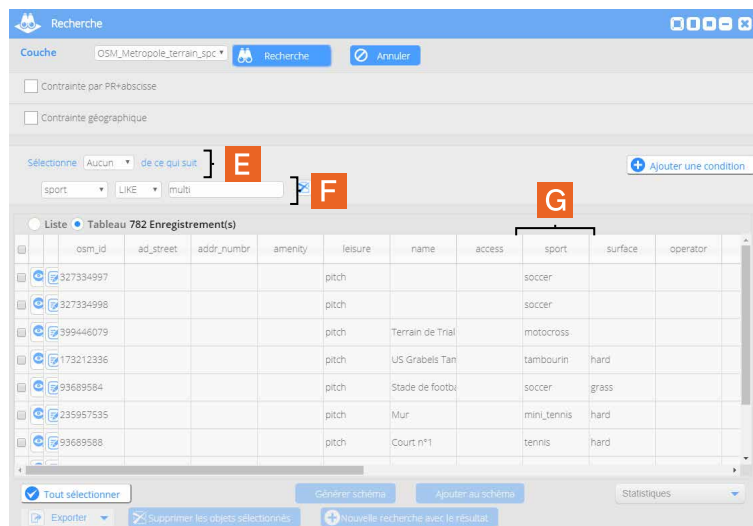 Recherche
Couche OSM_Metropole_terrain_spc Recherche Annuler
Contrainte par PR+abscisse
Contrainte géographique
Sélectionne Aucun de ce qui suit E Ajouter une condition
sport LIKE multi F
G
Liste Tableau 782 Enregistrement(s)
osm_id ad_street addr_numbr amenity leisure name access sport surface operator
327334997 pitch soccer
327334998 pitch soccer
399446079 pitch Terrain de Trial motocross
173212336 pitch US Grabels Tam tambourin hard
93689584 pitch Stade de footba soccer grass
235957535 pitch Mur mini_tennis hard
93689588 pitch Court n°1 tennis hard
Tout sélectionner Générer schéma Ajouter au schéma Statistiques
Exporter Supprimer les objets sélectionnés Nouvelle recherche avec le résultat